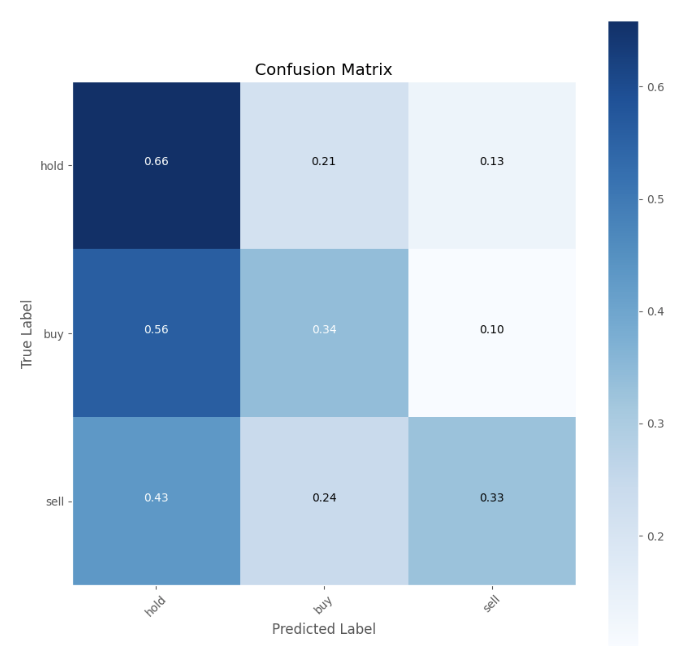 Confusion Matrix
hold
0.66
0.21
0.13
buy
0.56
0.34
0.10
sell
0.43
0.24
0.33
hold
buy
sell
True Label
Predicted Label
0.6
0.5
0.4
0.3
0.2